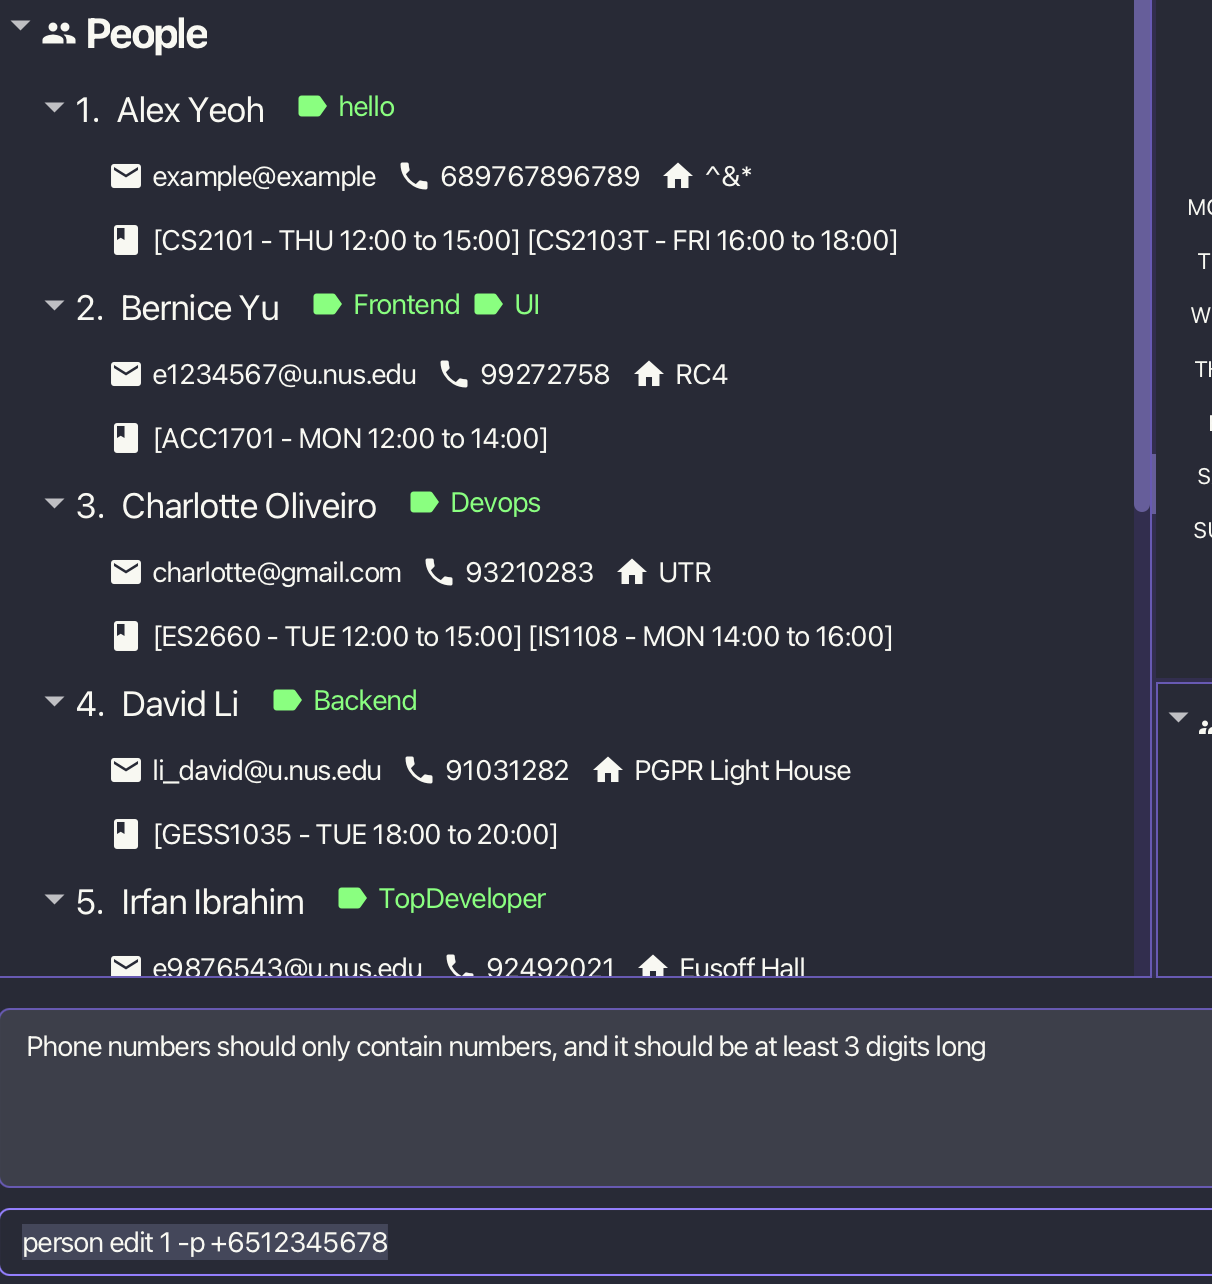 People
1. Alex Yeoh hello
example@example 689767896789 ^&*
[CS2101 - THU 12:00 to 15:00] [CS2103T - FRI 16:00 to 18:00]
2. Bernice Yu Frontend UI
e1234567@u.nus.edu 99272758 RC4
[ACC1701 - MON 12:00 to 14:00]
3. Charlotte Oliveiro Devops
charlotte@gmail.com 93210283 UTR
[ES2660 - TUE 12:00 to 15:00] [IS1108 - MON 14:00 to 16:00]
4. David Li Backend
li_david@u.nus.edu 91031282 PGPR Light House
[GESS1035 - TUE 18:00 to 20:00]
5. Irfan Ibrahim TopDeveloper
e9876543@u.nus.edu 92492021 Eusoff Hall
Phone numbers should only contain numbers, and it should be at least 3 digits long
person edit 1 -p +6512345678